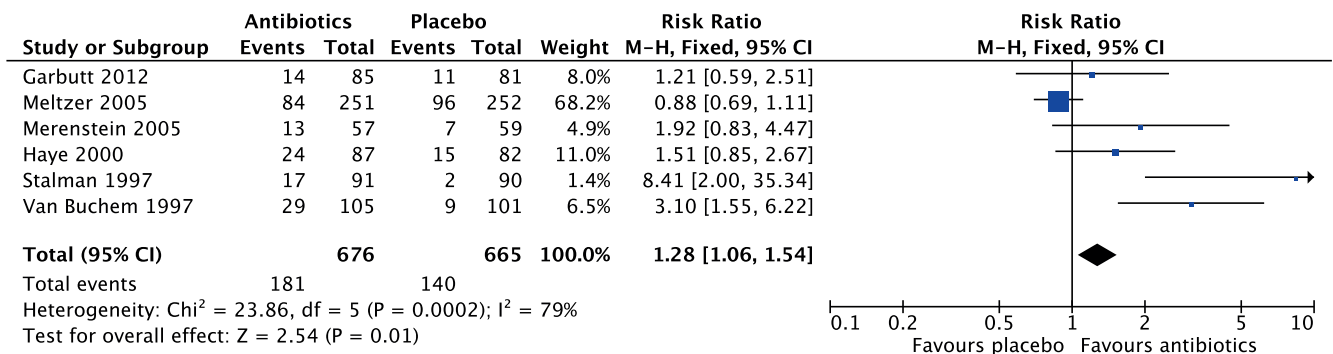 Antibiotics Placebo Risk Ratio Risk Ratio
Study or Subgroup Events Total Events Total Weight M-H, Fixed, 95% CI M-H, Fixed, 95% CI
Garbutt 2012 14 85 11 81 8.0% 1.21 [0.59, 2.51]
Meltzer 2005 84 251 96 252 68.2% 0.88 [0.69, 1.11]
Merenstein 2005 13 57 7 59 4.9% 1.92 [0.83, 4.47]
Haye 2000 24 87 15 82 11.0% 1.51 [0.85, 2.67]
Stalman 1997 17 91 2 90 1.4% 8.41 [2.00, 35.34]
Van Buchem 1997 29 105 9 101 6.5% 3.10 [1.55, 6.22]
Total (95% CI) 676 665 100.0% 1.28 [1.06, 1.54]
Total events 181 140
Heterogeneity: Chi² = 23.86, df = 5 (P = 0.0002); I² = 79%
Test for overall effect: Z = 2.54 (P = 0.01)
0.1 0.2 0.5 1 2 5 10
Favours placebo Favours antibiotics